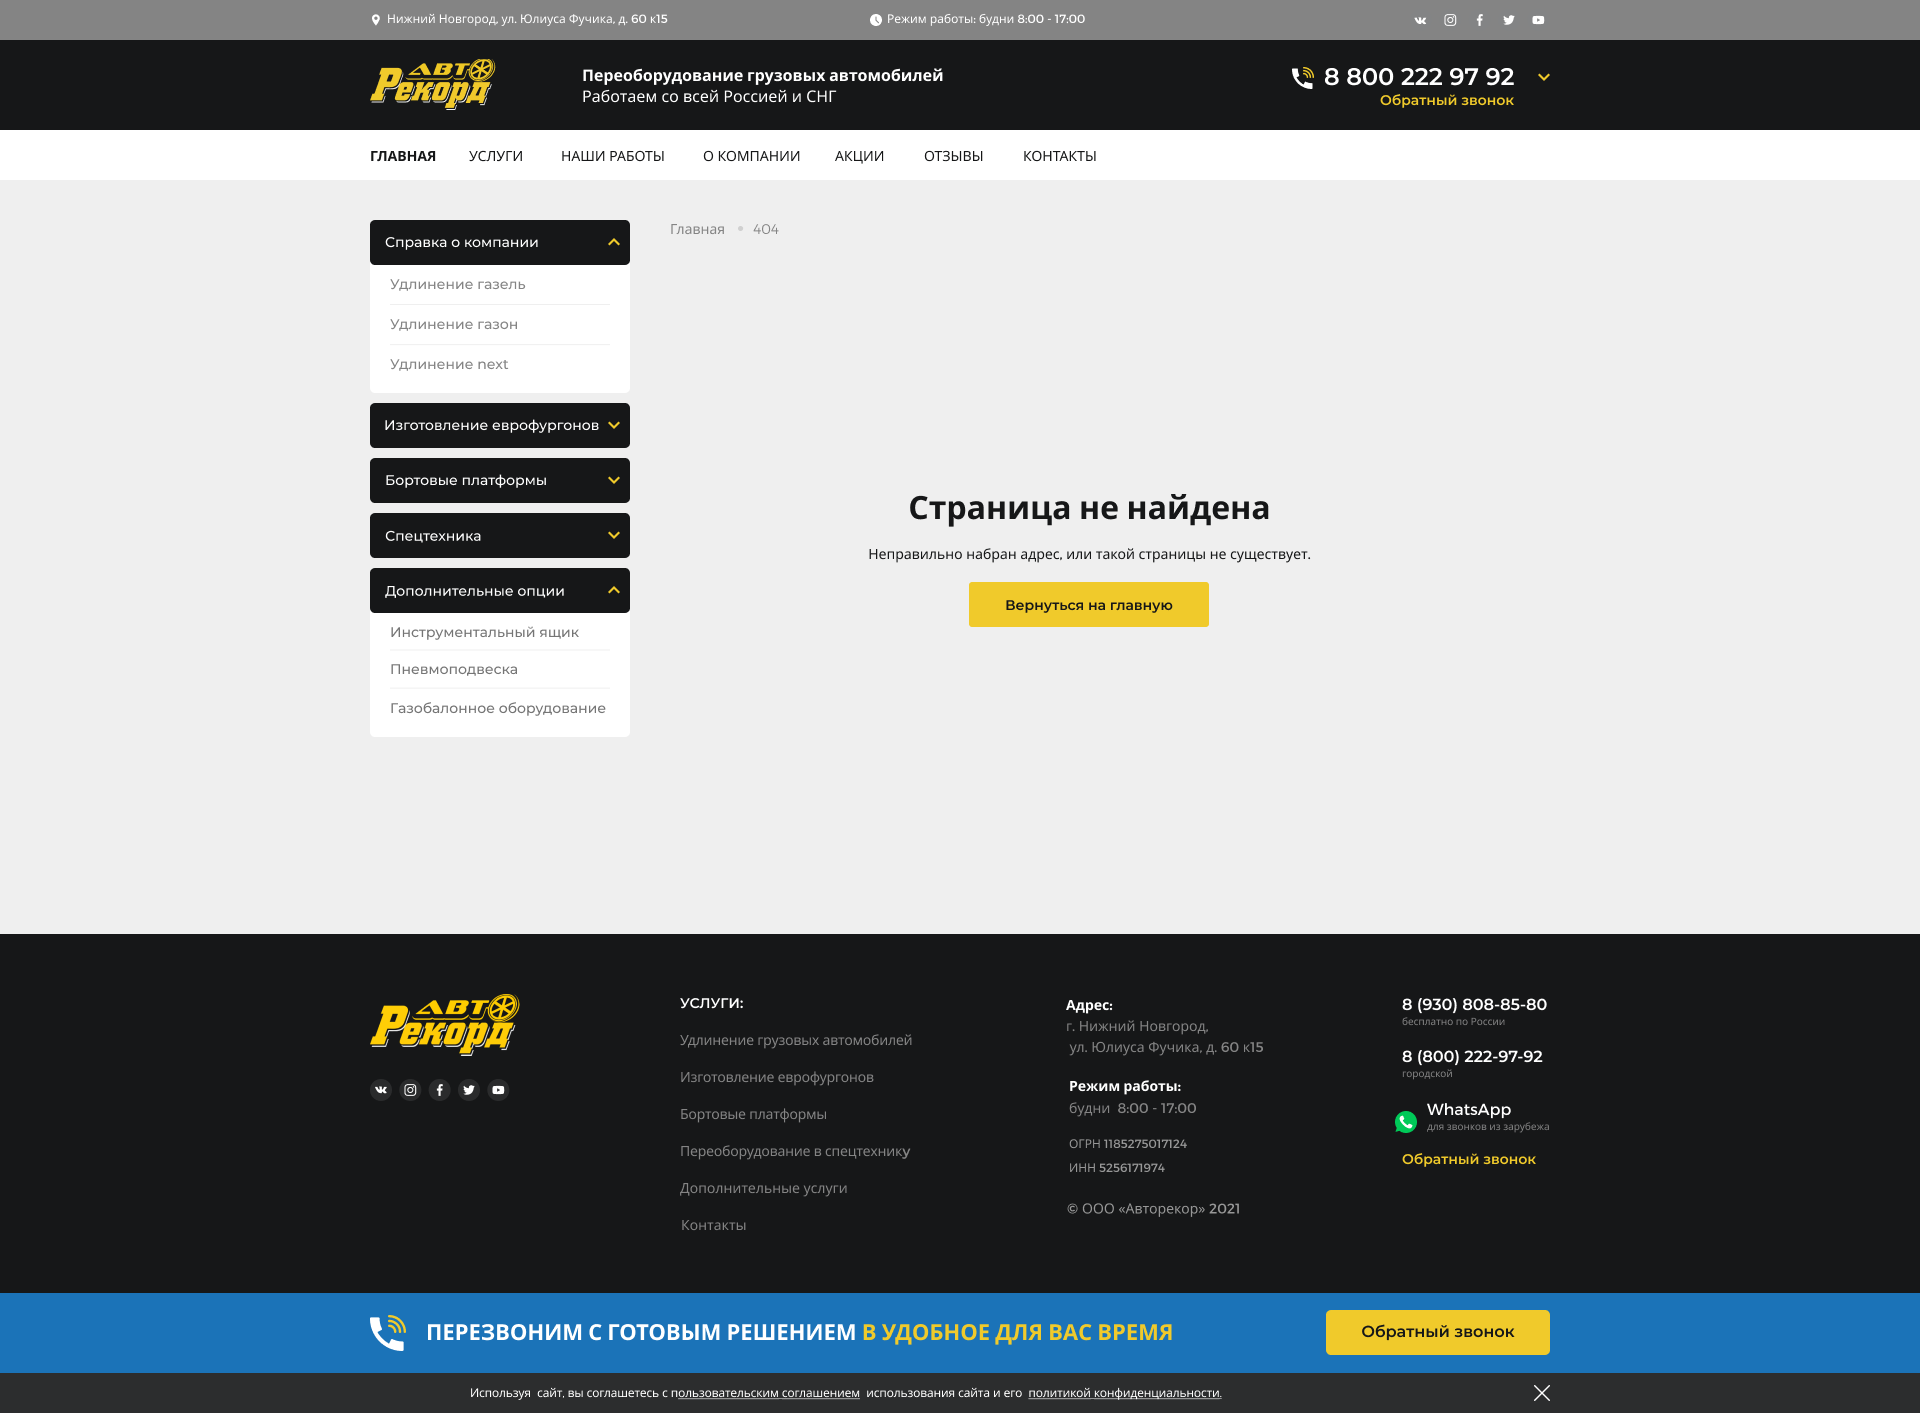 Нижний Новгород, ул. Юлиуса Фучика, д. 60 к15
Режим работы: будни 8:00 - 17:00
АВТО
Рекорд
Переоборудование грузовых автомобилей
Работаем со всей Россией и СНГ
8 800 222 97 92
Обратный звонок
ГЛАВНАЯ
УСЛУГИ
НАШИ РАБОТЫ
О КОМПАНИИ
АКЦИИ
ОТЗЫВЫ
КОНТАКТЫ
Справка о компании
Удлинение газель
Удлинение газон
Удлинение next
Изготовление еврофургонов
Бортовые платформы
Спецтехника
Дополнительные опции
Инструментальный ящик
Пневмоподвеска
Газобалонное оборудование
Главная
404
Страница не найдена
Неправильно набран адрес, или такой страницы не существует.
Вернуться на главную
АВТО
Рекорд
УСЛУГИ:
Удлинение грузовых автомобилей
Изготовление еврофургонов
Бортовые платформы
Переоборудование в спецтехнику
Дополнительные услуги
Контакты
Адрес:
г. Нижний Новгород,
ул. Юлиуса Фучика, д. 60 к15
Режим работы:
будни 8:00 - 17:00
ОГРН 1185275017124
ИНН 5256171974
© ООО «Авторекор» 2021
8 (930) 808-85-80
бесплатно по России
8 (800) 222-97-92
городской
WhatsApp
для звонков из зарубежа
Обратный звонок
ПЕРЕЗВОНИМ С ГОТОВЫМ РЕШЕНИЕМ В УДОБНОЕ ДЛЯ ВАС ВРЕМЯ
Обратный звонок
Используя сайт, вы соглашетесь с пользовательским соглашением использования сайта и его политикой конфиденциальности.